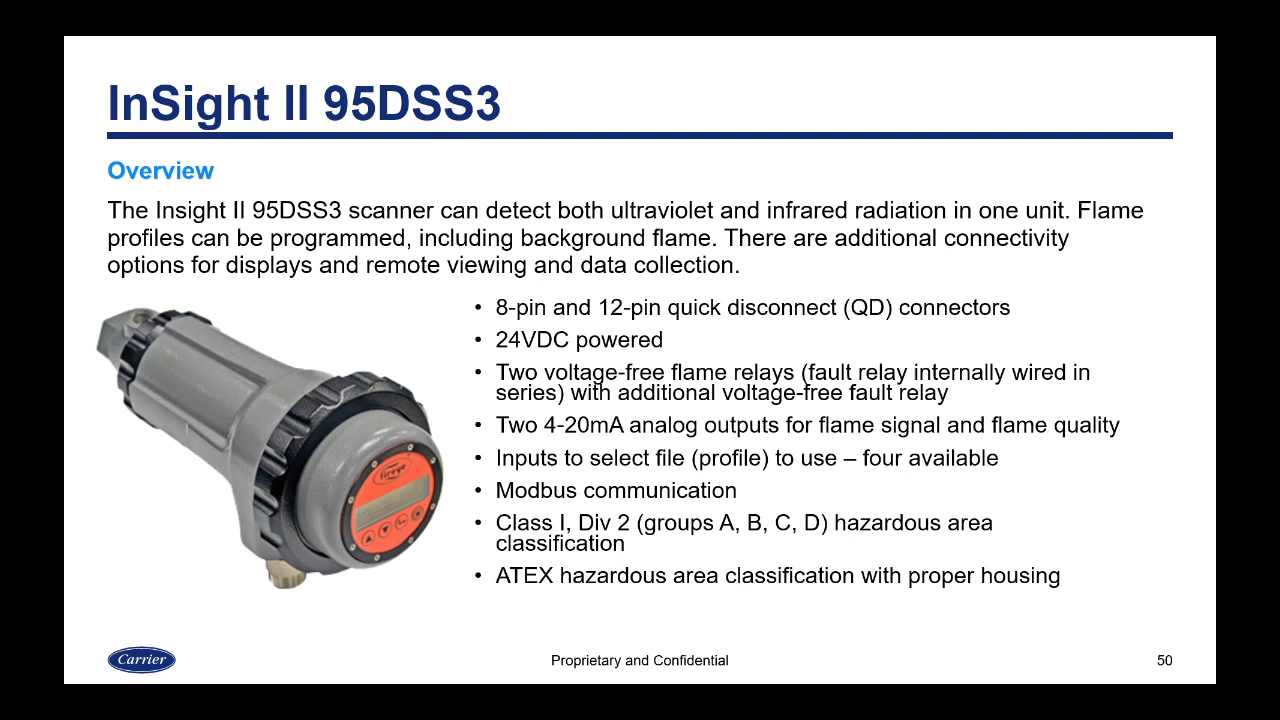 InSight II 95DSS3
Overview
The Insight II 95DSS3 scanner can detect both ultraviolet and infrared radiation in one unit. Flame
profiles can be programmed, including background flame. There are additional connectivity
options for displays and remote viewing and data collection.
• 8-pin and 12-pin quick disconnect (QD) connectors
• 24VDC powered
• Two voltage-free flame relays (fault relay internally wired in
series) with additional voltage-free fault relay
• Two 4-20mA analog outputs for flame signal and flame quality
• Inputs to select file (profile) to use – four available
• Modbus communication
• Class I, Div 2 (groups A, B, C, D) hazardous area
classification
• ATEX hazardous area classification with proper housing
fireye
Carrier
Proprietary and Confidential
50